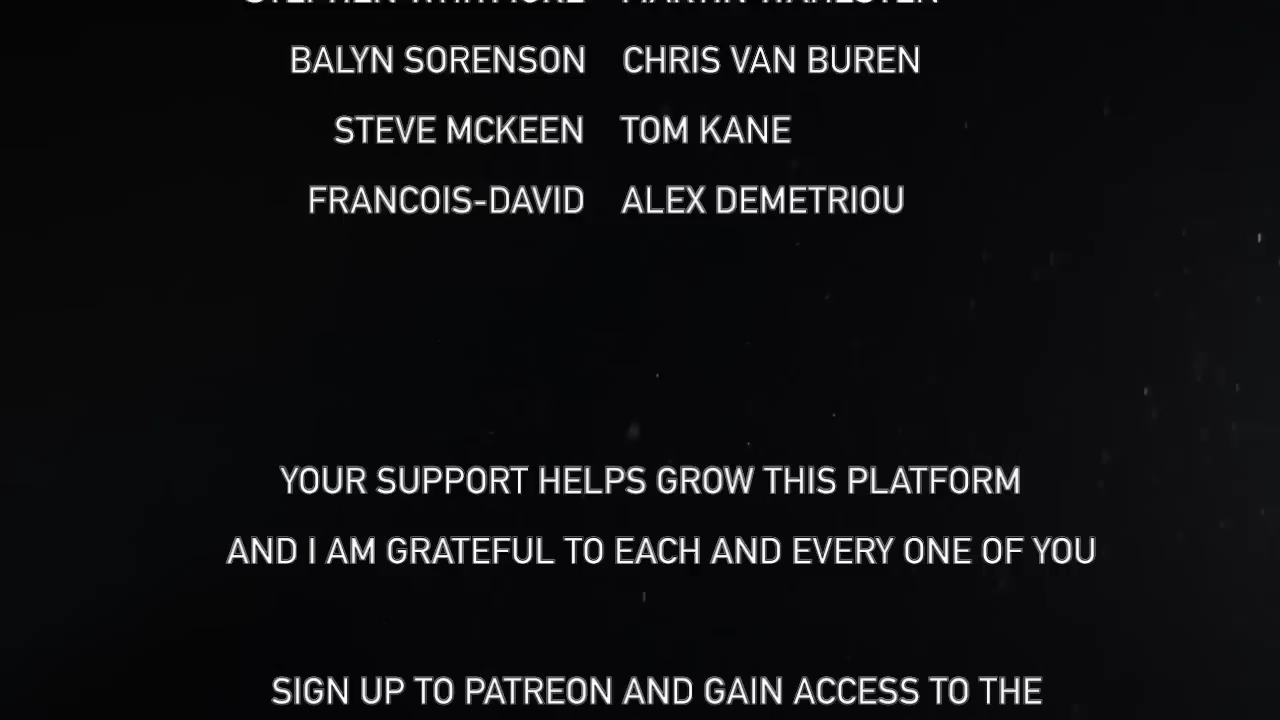 BALYN SORENSON CHRIS VAN BUREN
STEVE MCKEEN TOM KANE
FRANCOIS-DAVID ALEX DEMETRIOU
YOUR SUPPORT HELPS GROW THIS PLATFORM
AND I AM GRATEFUL TO EACH AND EVERY ONE OF YOU
SIGN UP TO PATREON AND GAIN ACCESS TO THE